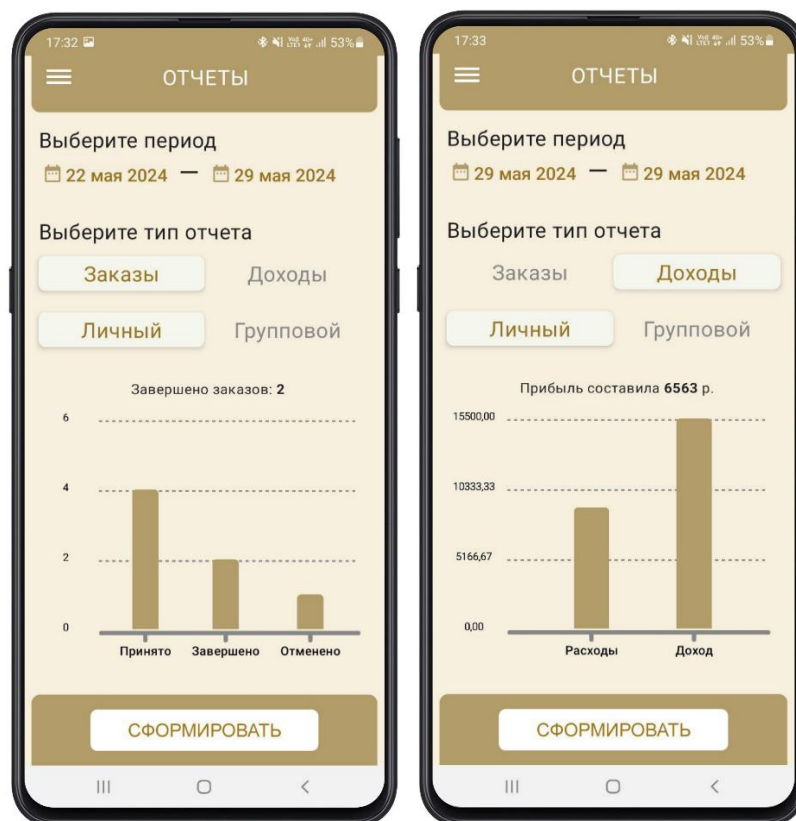 17:32 53%
ОТЧЕТЫ
Выберите период
22 мая 2024 — 29 мая 2024
Выберите тип отчета
Заказы Доходы
Личный Групповой
Завершено заказов: 2
6
4
2
0
Принято Завершено Отменено
СФОРМИРОВАТЬ
17:33 53%
ОТЧЕТЫ
Выберите период
29 мая 2024 — 29 мая 2024
Выберите тип отчета
Заказы Доходы
Личный Групповой
Прибыль составила 6563 р.
15500,00
10333,33
5166,67
0,00
Расходы Доход
СФОРМИРОВАТЬ